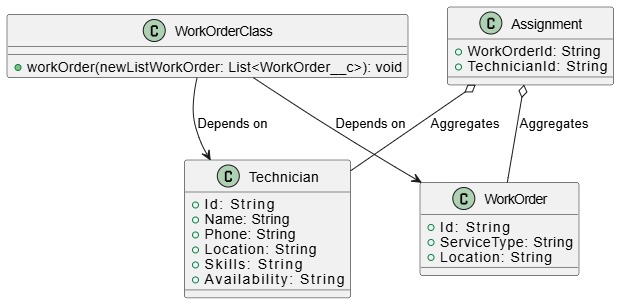 C WorkOrderClass
workOrder(newListWorkOrder: List<WorkOrder__c>): void
C Assignment
WorkOrderId: String
TechnicianId: String
Depends on
Depends on
Aggregates
Aggregates
C Technician
Id: String
Name: String
Phone: String
Location: String
Skills: String
Availability: String
C WorkOrder
Id: String
ServiceType: String
Location: String